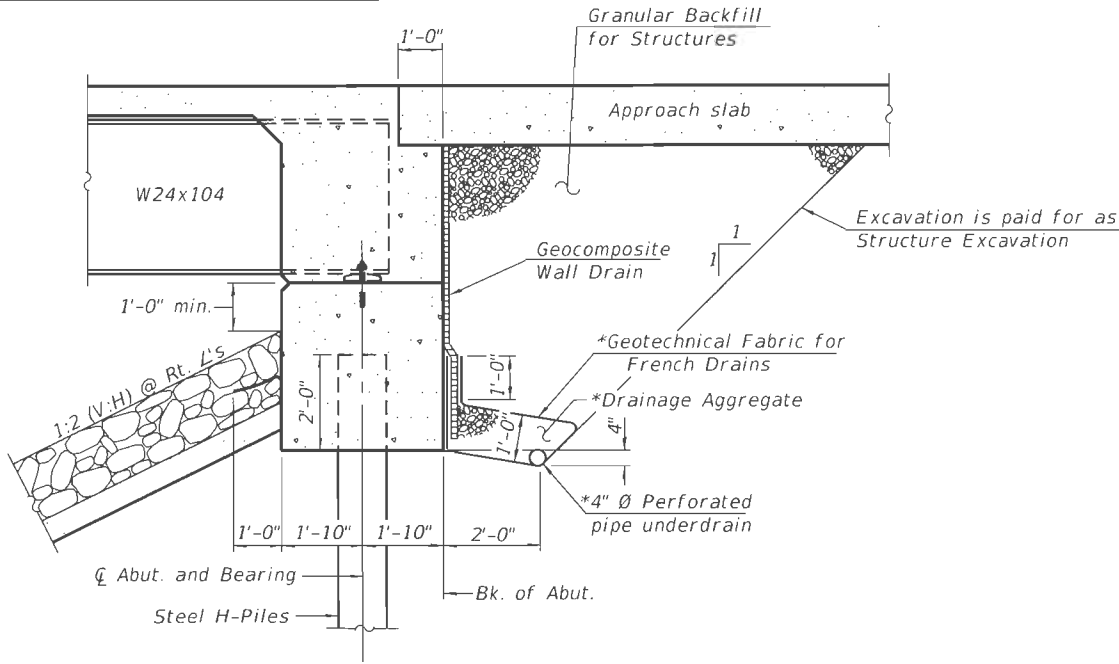 Granular Backfill
for Structures
1'-0"
Approach slab
W24x104
Excavation is paid for as
Structure Excavation
1
1
Geocomposite
Wall Drain
1'-0" min.
*Geotechnical Fabric for
French Drains
1:2 (V:H) @ Rt. ∠'s
2'-0"
1'-0"
*Drainage Aggregate
1'-0"
4"
*4" Ø Perforated
pipe underdrain
1'-0"
1'-10"
1'-10"
2'-0"
℄ Abut. and Bearing
Bk. of Abut.
Steel H-Piles